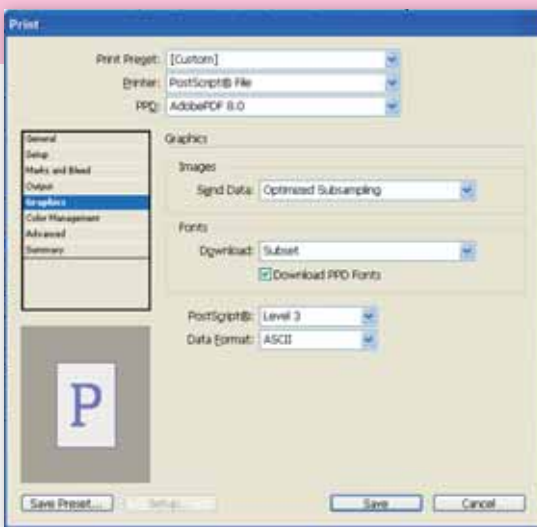 Print
Print Preset: [Custom]
Printer: PostScript® File
PPD: AdobePDF 8.0
General
Setup
Marks and Bleed
Output
Graphics
Color Management
Advanced
Summary
Graphics
Images
Send Data: Optimized Subsampling
Fonts
Download: Subset
Download PPD Fonts
PostScript®: Level 3
Data Format: ASCII
P
Save Preset...
Setup...
Save
Cancel